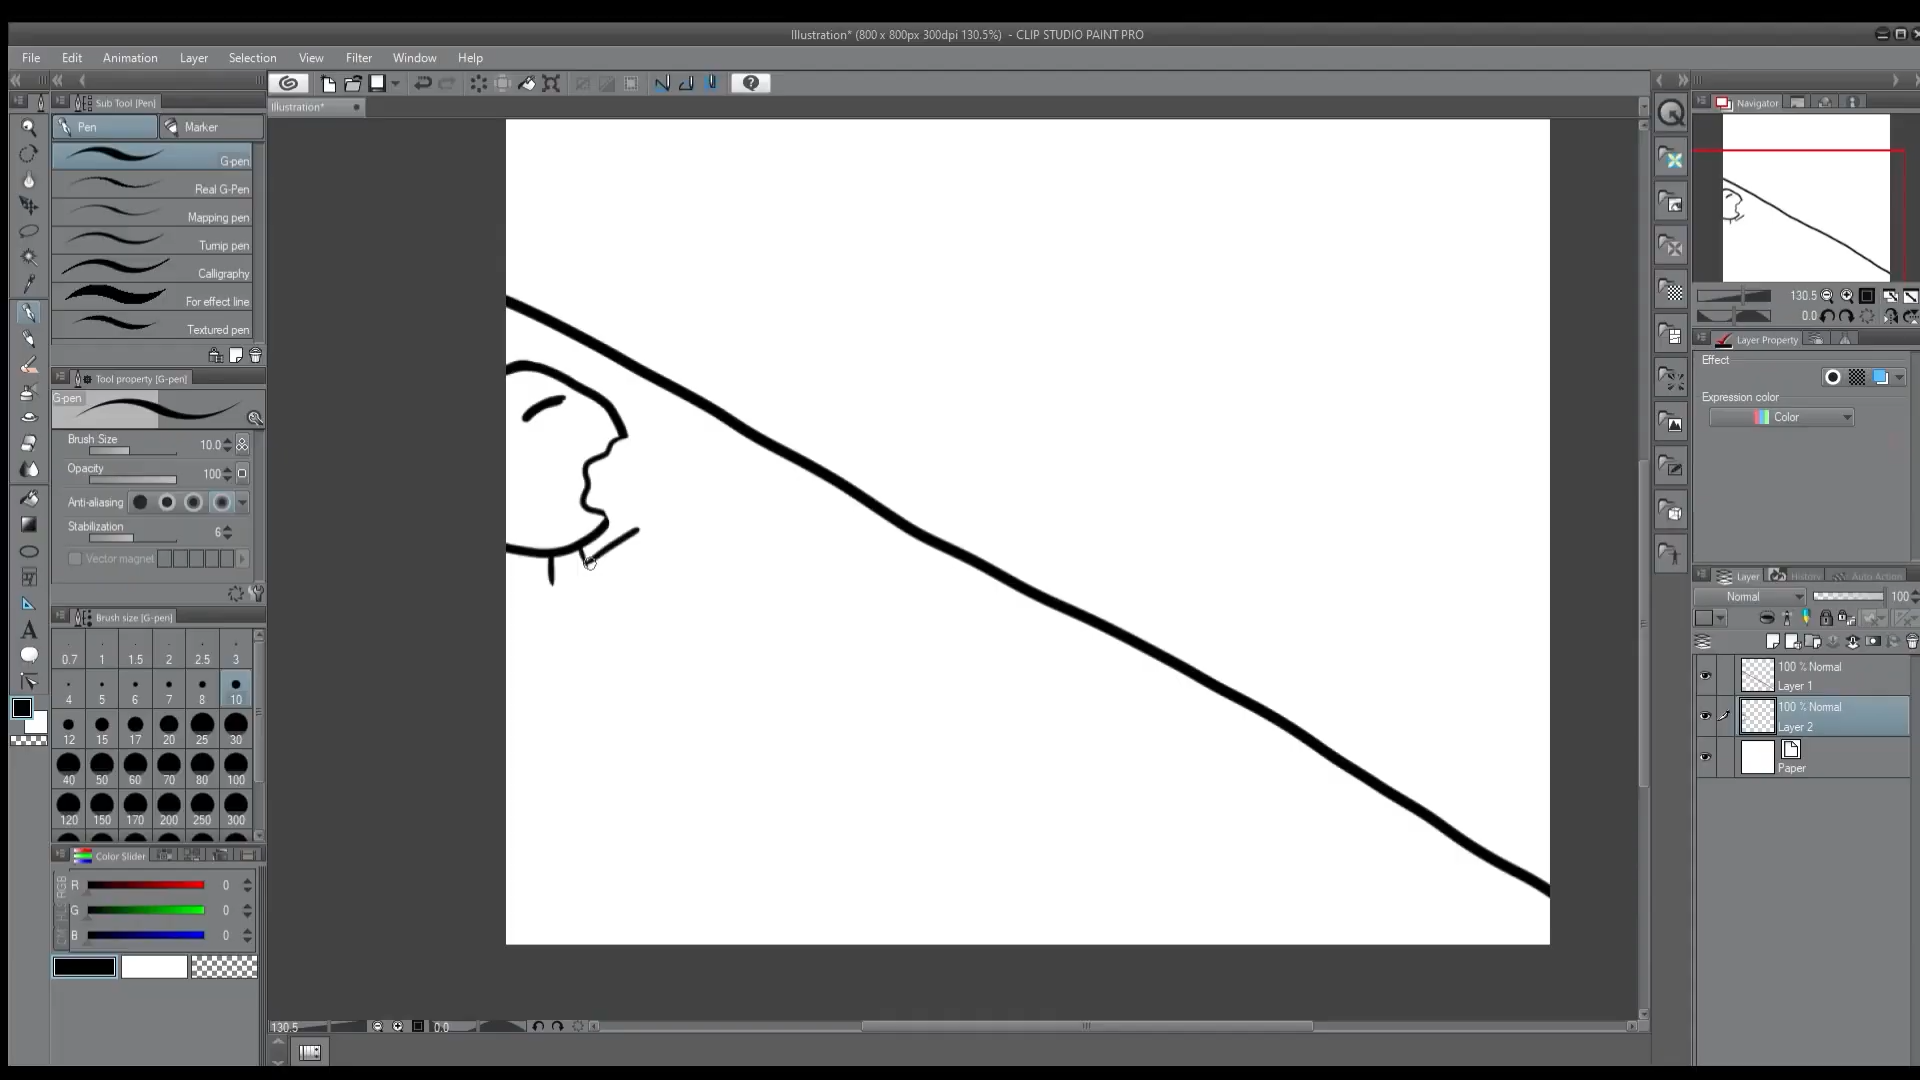 Illustration* (800 x 800px 300dpi 130.5%) - CLIP STUDIO PAINT PRO
File Edit Animation Layer Selection View Filter Window Help
Sub Tool [Pen]
Illustration*
Navigator
Pen Marker
G-pen
Real G-Pen
Mapping pen
Turnip pen
Calligraphy
For effect line
Textured pen
130.5
0.0
Layer Property
Effect
Expression color
Color
Tool property [G-pen]
G-pen
Brush Size 10.0
Opacity 100
Anti-aliasing
Stabilization 6
Vector magnet
Brush size [G-pen]
0.7 1 1.5 2 2.5 3
4 5 6 7 8 10
12 15 17 20 25 30
40 50 60 70 80 100
120 150 170 200 250 300
Layer History Auto Action
Normal 100
100 % Normal
Layer 1
100 % Normal
Layer 2
Paper
Color Slider
RGB
R 0
G 0
B 0
130.5 0.0